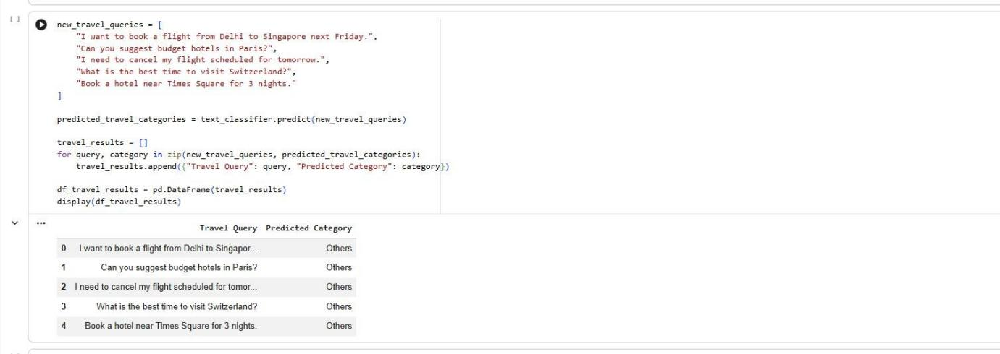 [ ]
new_travel_queries = [
    "I want to book a flight from Delhi to Singapore next Friday.",
    "Can you suggest budget hotels in Paris?",
    "I need to cancel my flight scheduled for tomorrow.",
    "What is the best time to visit Switzerland?",
    "Book a hotel near Times Square for 3 nights."
]
predicted_travel_categories = text_classifier.predict(new_travel_queries)
travel_results = []
for query, category in zip(new_travel_queries, predicted_travel_categories):
    travel_results.append({"Travel Query": query, "Predicted Category": category})
df_travel_results = pd.DataFrame(travel_results)
display(df_travel_results)
Travel Query Predicted Category
0 I want to book a flight from Delhi to Singapor... Others
1 Can you suggest budget hotels in Paris? Others
2 I need to cancel my flight scheduled for tomor... Others
3 What is the best time to visit Switzerland? Others
4 Book a hotel near Times Square for 3 nights. Others